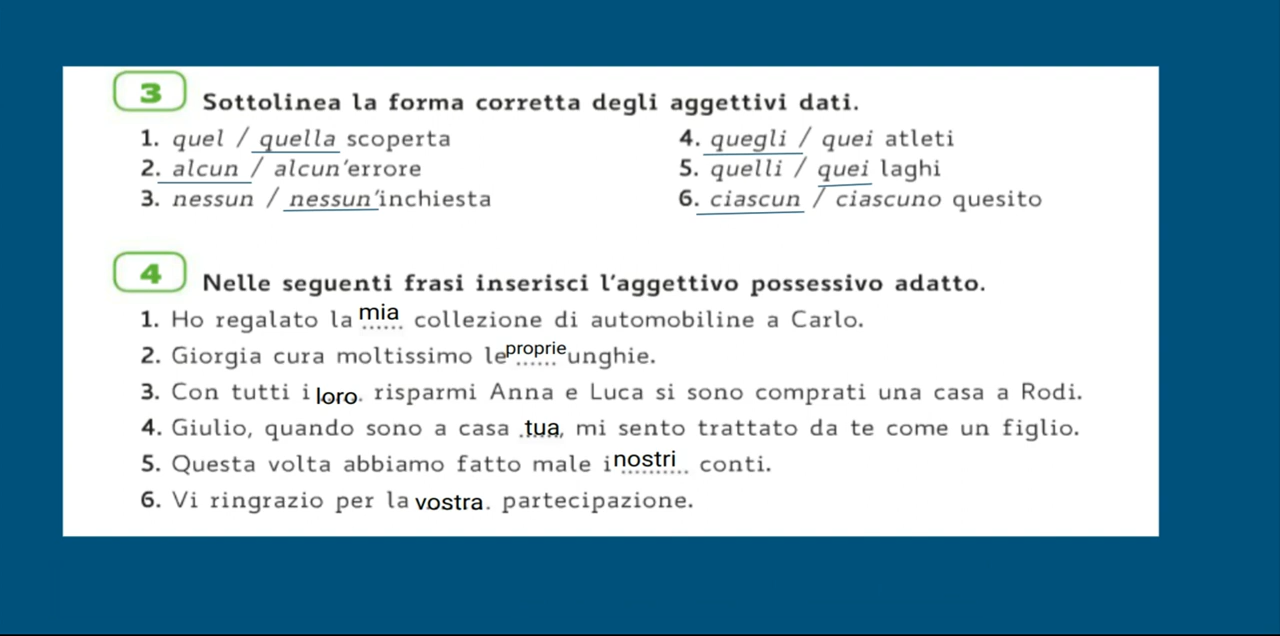 3 Sottolinea la forma corretta degli aggettivi dati.
1. quel / quella scoperta
2. alcun / alcun'errore
3. nessun / nessun'inchiesta
4. quegli / quei atleti
5. quelli / quei laghi
6. ciascun / ciascuno quesito
4 Nelle seguenti frasi inserisci l'aggettivo possessivo adatto.
1. Ho regalato la mia collezione di automobiline a Carlo.
2. Giorgia cura moltissimo le proprie unghie.
3. Con tutti i loro. risparmi Anna e Luca si sono comprati una casa a Rodi.
4. Giulio, quando sono a casa .tua, mi sento trattato da te come un figlio.
5. Questa volta abbiamo fatto male i nostri.. conti.
6. Vi ringrazio per la vostra. partecipazione.